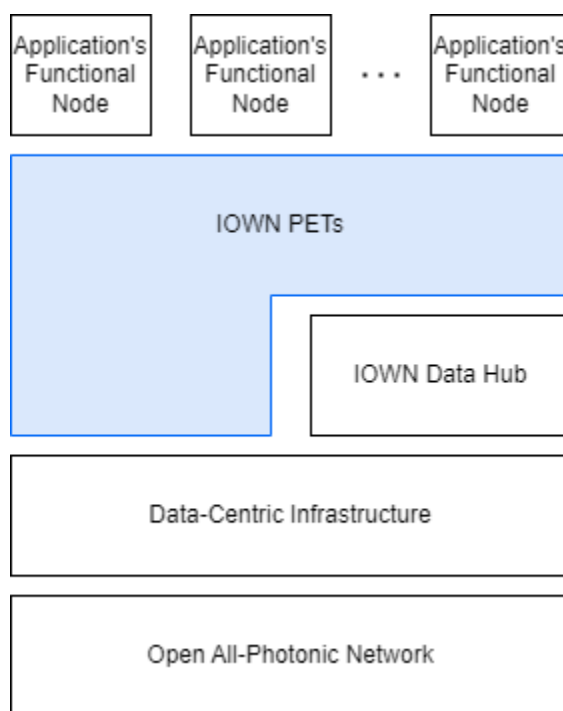 Application's
Functional
Node
Application's
Functional
Node
...
Application's
Functional
Node
IOWN PETs
IOWN Data Hub
Data-Centric Infrastructure
Open All-Photonic Network